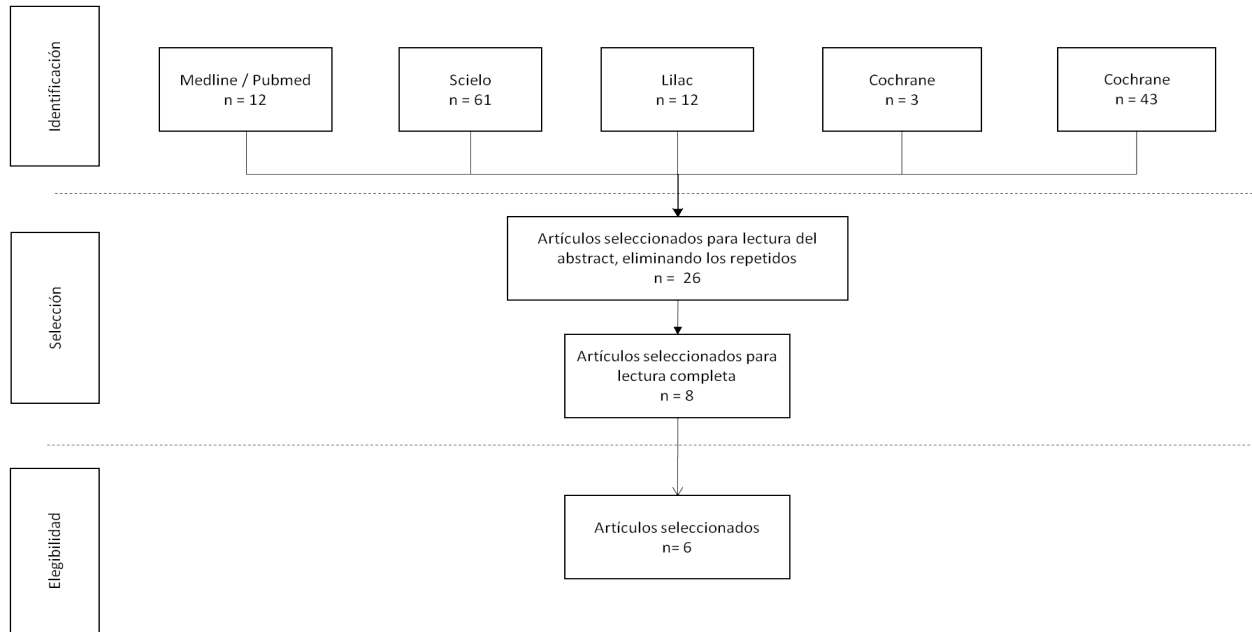 Identificación
Medline / Pubmed
n = 12
Scielo
n = 61
Lilac
n = 12
Cochrane
n = 3
Cochrane
n = 43
Selección
Artículos seleccionados para lectura del
abstract, eliminando los repetidos
n =  26
Artículos seleccionados para
lectura completa
n = 8
Elegibilidad
Artículos seleccionados
n= 6